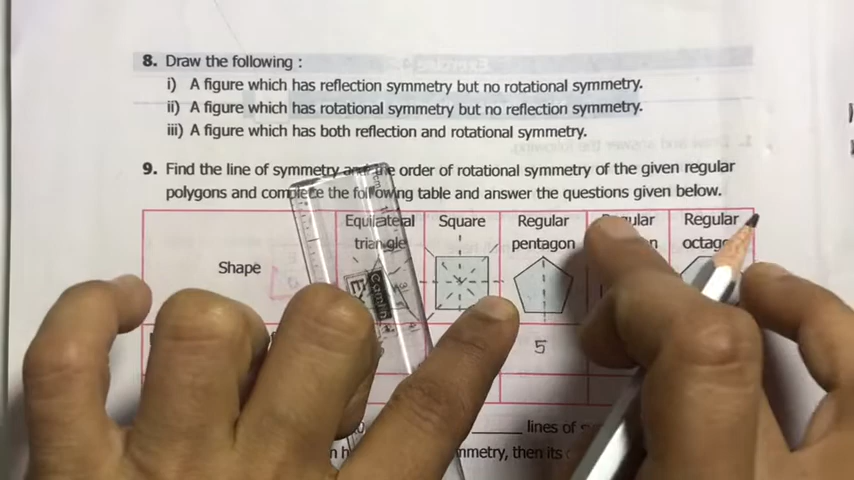 8. Draw the following :
i) A figure which has reflection symmetry but no rotational symmetry.
ii) A figure which has rotational symmetry but no reflection symmetry.
iii) A figure which has both reflection and rotational symmetry.
9. Find the line of symmetry and the order of rotational symmetry of the given regular
polygons and complete the following table and answer the questions given below.
Shape
Equilateral
triangle
Square
Regular
pentagon
Regular
octag
Camlin
5
lines of
mmetry, then its